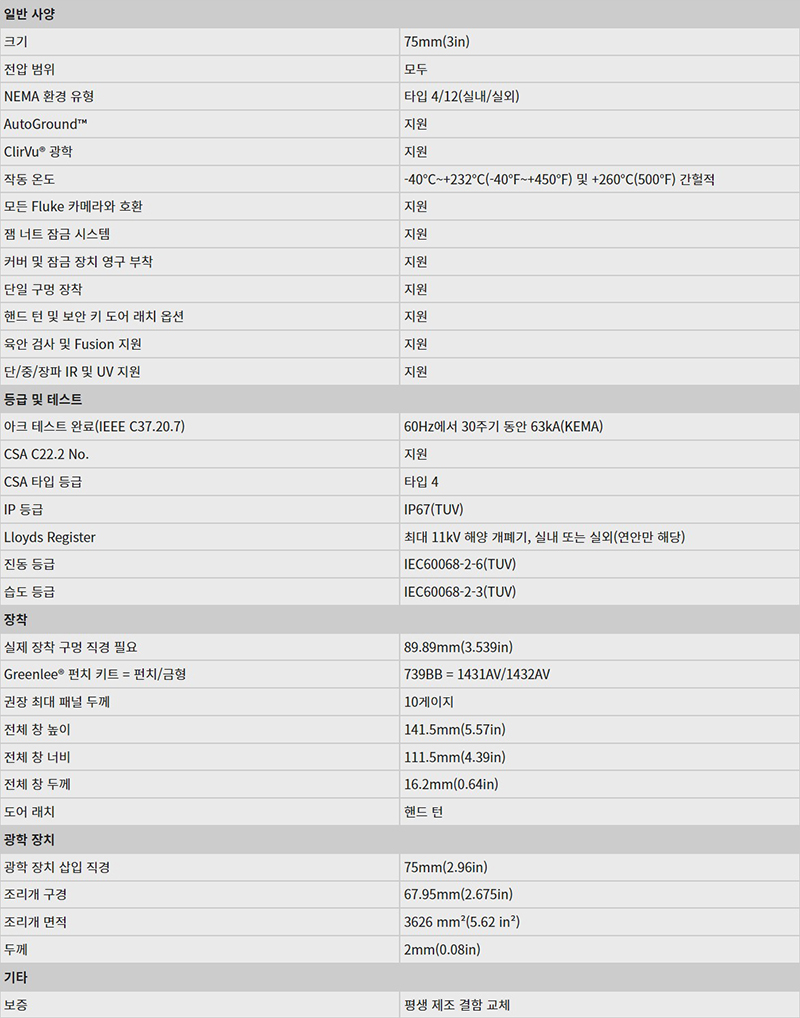 일반 사양
크기 75mm(3in)
전압 범위 모두
NEMA 환경 유형 타입 4/12(실내/실외)
AutoGround™ 지원
ClirVu® 광학 지원
작동 온도 -40°C~+232°C(-40°F~+450°F) 및 +260°C(500°F) 간헐적
모든 Fluke 카메라와 호환 지원
잼 너트 잠금 시스템 지원
커버 및 잠금 장치 영구 부착 지원
단일 구멍 장착 지원
핸드 턴 및 보안 키 도어 래치 옵션 지원
육안 검사 및 Fusion 지원 지원
단/중/장파 IR 및 UV 지원 지원
등급 및 테스트
아크 테스트 완료(IEEE C37.20.7) 60Hz에서 30주기 동안 63kA(KEMA)
CSA C22.2 No. 지원
CSA 타입 등급 타입 4
IP 등급 IP67(TUV)
Lloyds Register 최대 11kV 해양 개폐기, 실내 또는 실외(연안만 해당)
진동 등급 IEC60068-2-6(TUV)
습도 등급 IEC60068-2-3(TUV)
장착
실제 장착 구멍 직경 필요 89.89mm(3.539in)
Greenlee® 펀치 키트 = 펀치/금형 739BB = 1431AV/1432AV
권장 최대 패널 두께 10게이지
전체 창 높이 141.5mm(5.57in)
전체 창 너비 111.5mm(4.39in)
전체 창 두께 16.2mm(0.64in)
도어 래치 핸드 턴
광학 장치
광학 장치 삽입 직경 75mm(2.96in)
조리개 구경 67.95mm(2.675in)
조리개 면적 3626 mm²(5.62 in²)
두께 2mm(0.08in)
기타
보증 평생 제조 결함 교체